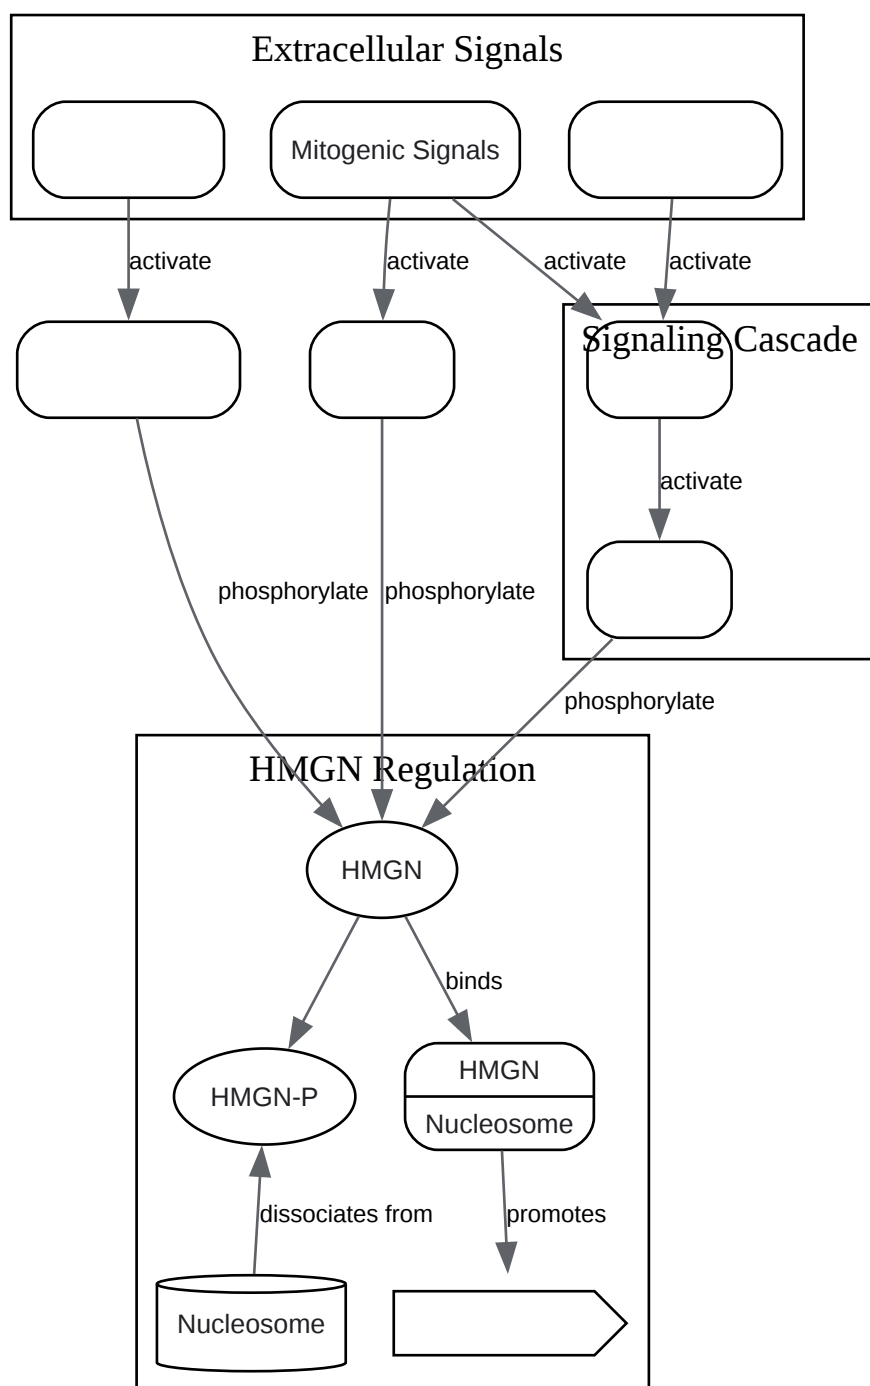 Extracellular Signals
Mitogenic Signals
activate
activate
activate
activate
Signaling Cascade
activate
phosphorylate
phosphorylate
phosphorylate
HMGN Regulation
HMGN
binds
HMGN
HMGN-P
Nucleosome
dissociates from
promotes
Nucleosome